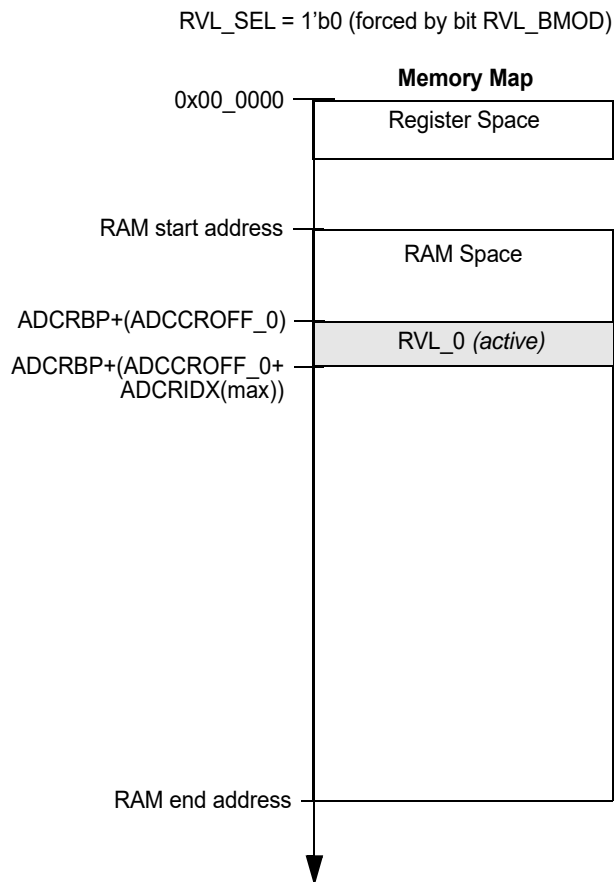 RVL_SEL = 1'b0 (forced by bit RVL_BMOD)
Memory Map
0x00_0000
Register Space
RAM start address
RAM Space
ADCRBP+(ADCCROFF_0)
RVL_0 (active)
ADCRBP+(ADCCROFF_0+
ADCRIDX(max))
RAM end address